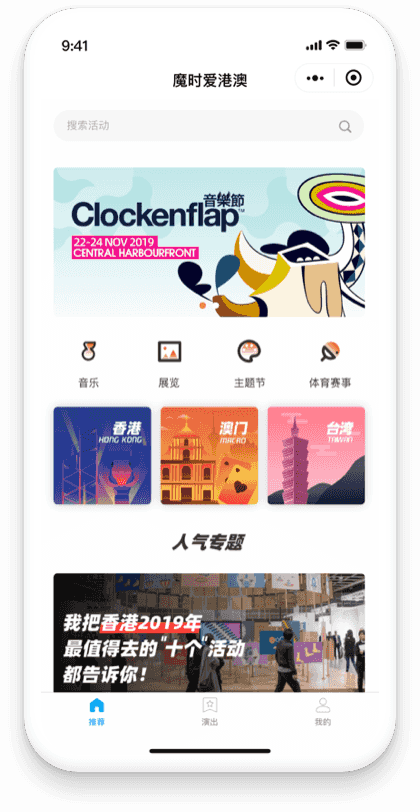 9:41
魔时爱港澳
搜索活动
音樂節
Clockenflap™
22-24 NOV 2019
CENTRAL HARBOURFRONT
音乐
展览
主题节
体育赛事
香港
HONG KONG
澳门
MACAO
台湾
TAIWAN
人气专题
我把香港2019年
最值得去的"十个"活动
都告诉你！
推荐
演出
我的